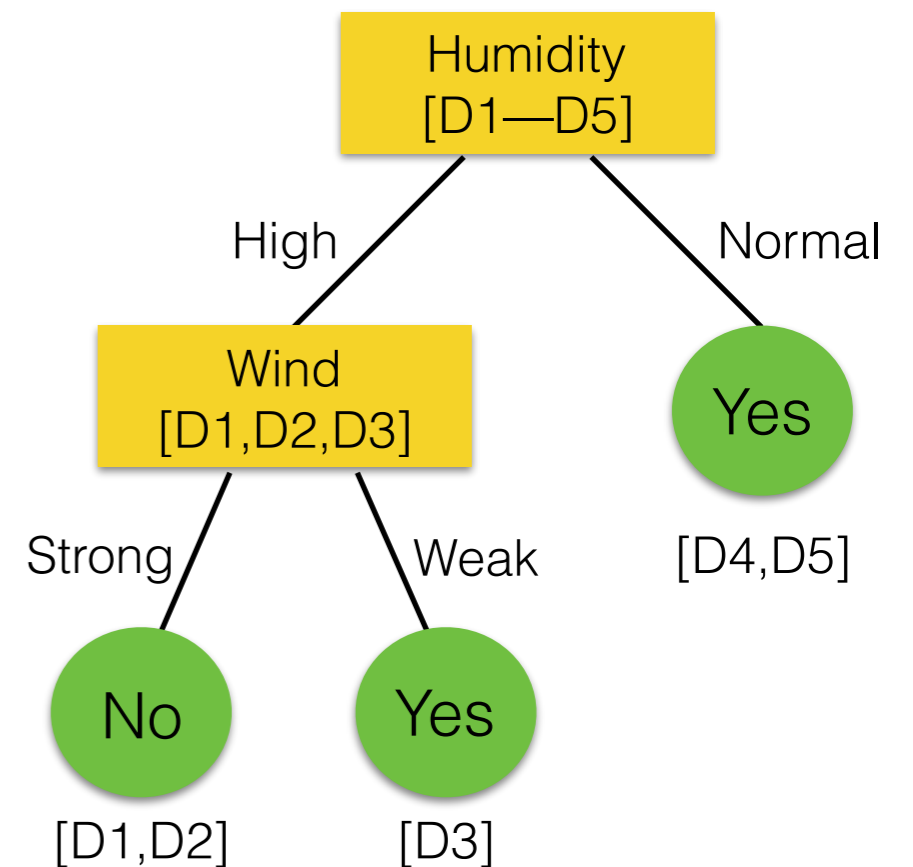 Humidity
[D1—D5]
High
Normal
Wind
[D1,D2,D3]
Yes
Strong
Weak
[D4,D5]
No
Yes
[D1,D2]
[D3]